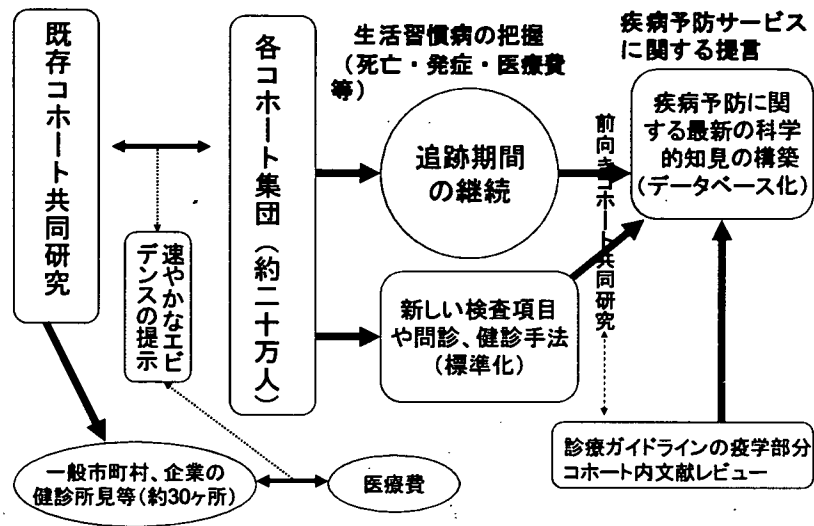 既存コホート共同研究
各コホート集団（約二十万人）
速やかなエビ
デンスの提示
生活習慣病の把握
（死亡・発症・医療費
等）
追跡期間
の継続
新しい検査項目
や問診、健診手法
（標準化）
前向きコホート共同研究
疾病予防サービス
に関する提言
疾病予防に関
する最新の科学
的知見の構築
（データベース化）
一般市町村、企業の
健診所見等（約30ヶ所）
医療費
診療ガイドラインの疫学部分
コホート内文献レビュー